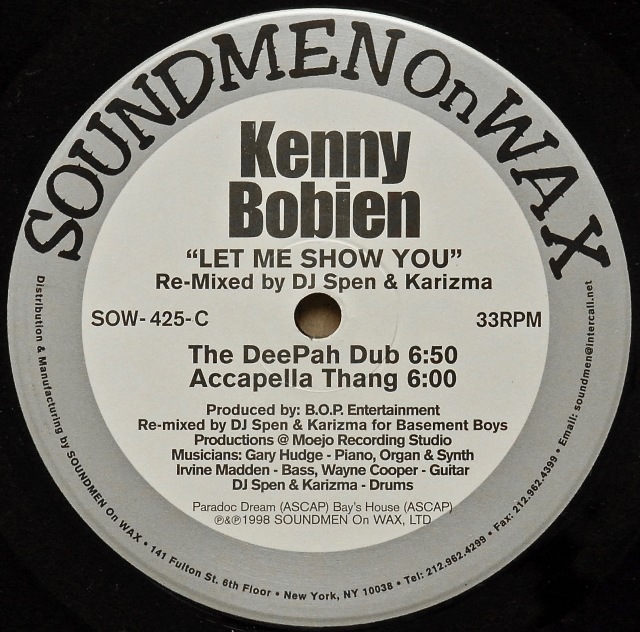 SOUNDMEN On WAX
Kenny
Bobien
“LET ME SHOW YOU”
Re-Mixed by DJ Spen & Karizma
SOW- 425-C
33RPM
The DeePah Dub 6:50
Accapella Thang 6:00
Produced by: B.O.P. Entertainment
Re-mixed by DJ Spen & Karizma for Basement Boys
Productions @ Moejo Recording Studio
Musicians: Gary Hudge - Piano, Organ & Synth
Irvine Madden - Bass, Wayne Cooper - Guitar
DJ Spen & Karizma - Drums
Paradoc Dream (ASCAP) Bay's House (ASCAP)
℗&℗1998 SOUNDMEN On WAX, LTD
Distribution & Manufacturing by SOUNDMEN On WAX • 141 Fulton St. 6th Floor • New York, NY 10038 • Tel: 212.962.4299 • Fax: 212.962.4399 • Email: soundmen@intercall.net